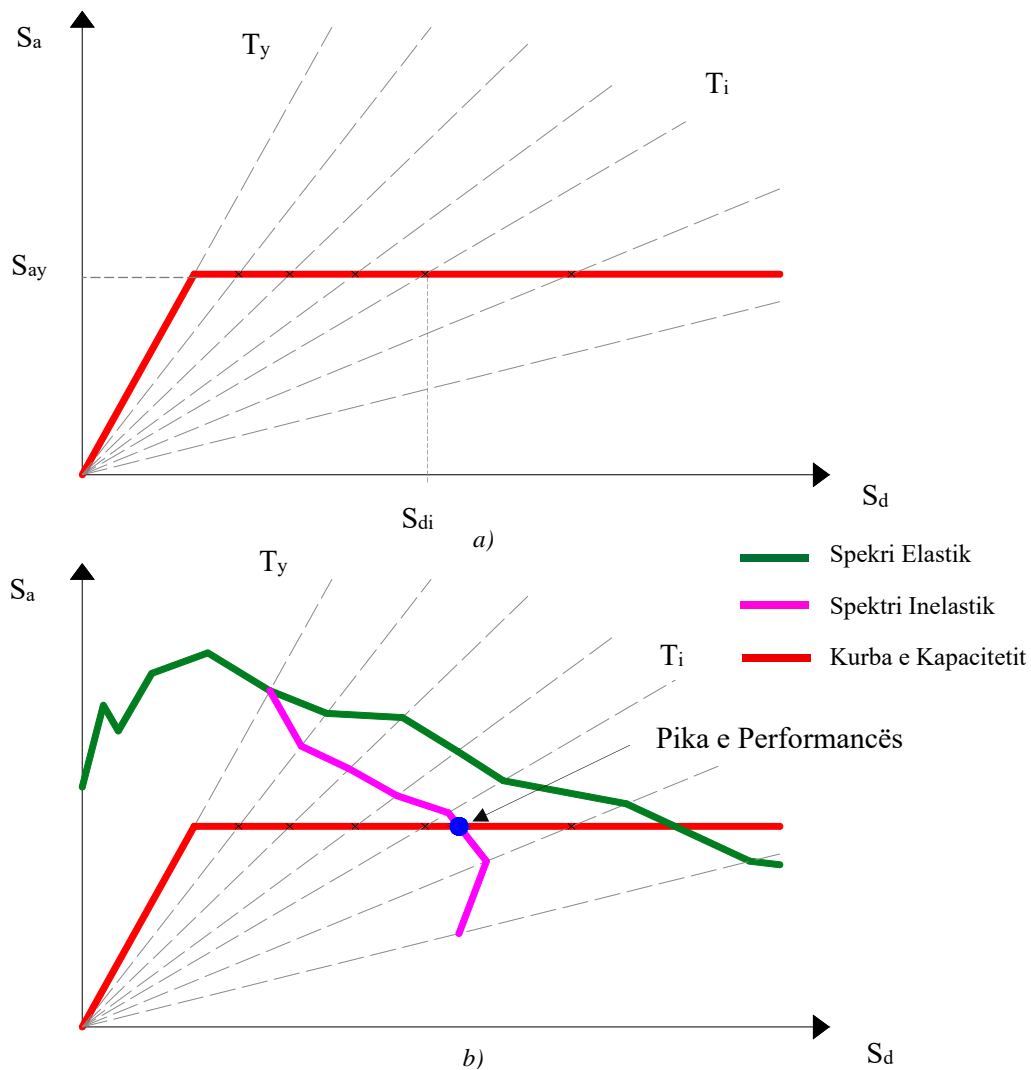 Sa
Ty
Ti
Say
Sd
Sdi
a)
Ty
Sa
Spekri Elastik
Spektri Inelastik
Ti
Kurba e Kapacitetit
Pika e Performancës
Sd
b)